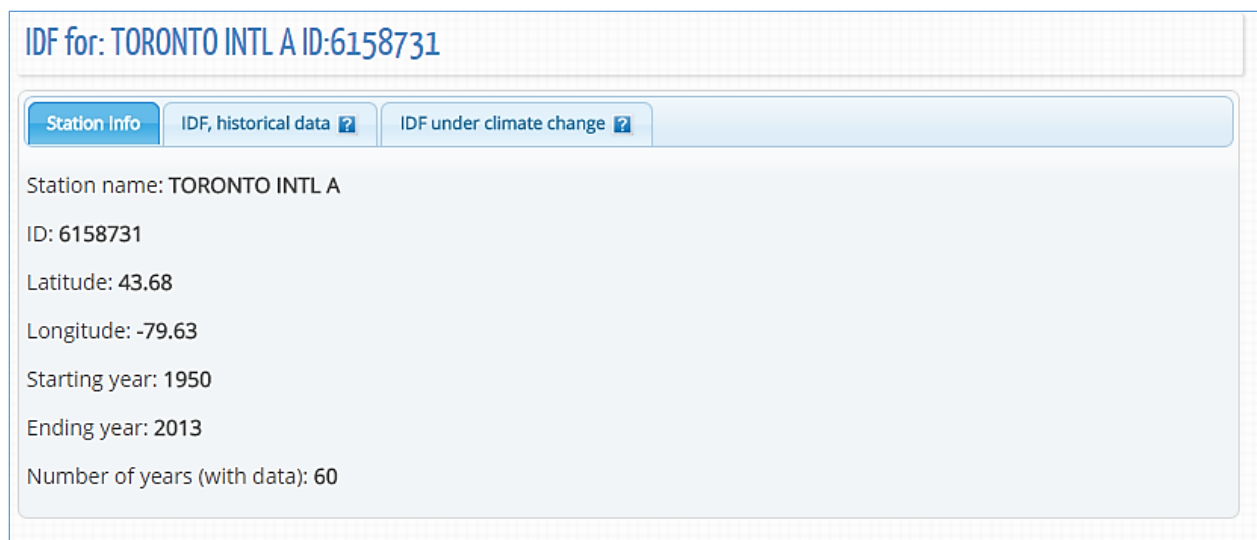 IDF for: TORONTO INTL A ID:6158731
Station Info IDF, historical data ? IDF under climate change ?
Station name: TORONTO INTL A
ID: 6158731
Latitude: 43.68
Longitude: -79.63
Starting year: 1950
Ending year: 2013
Number of years (with data): 60